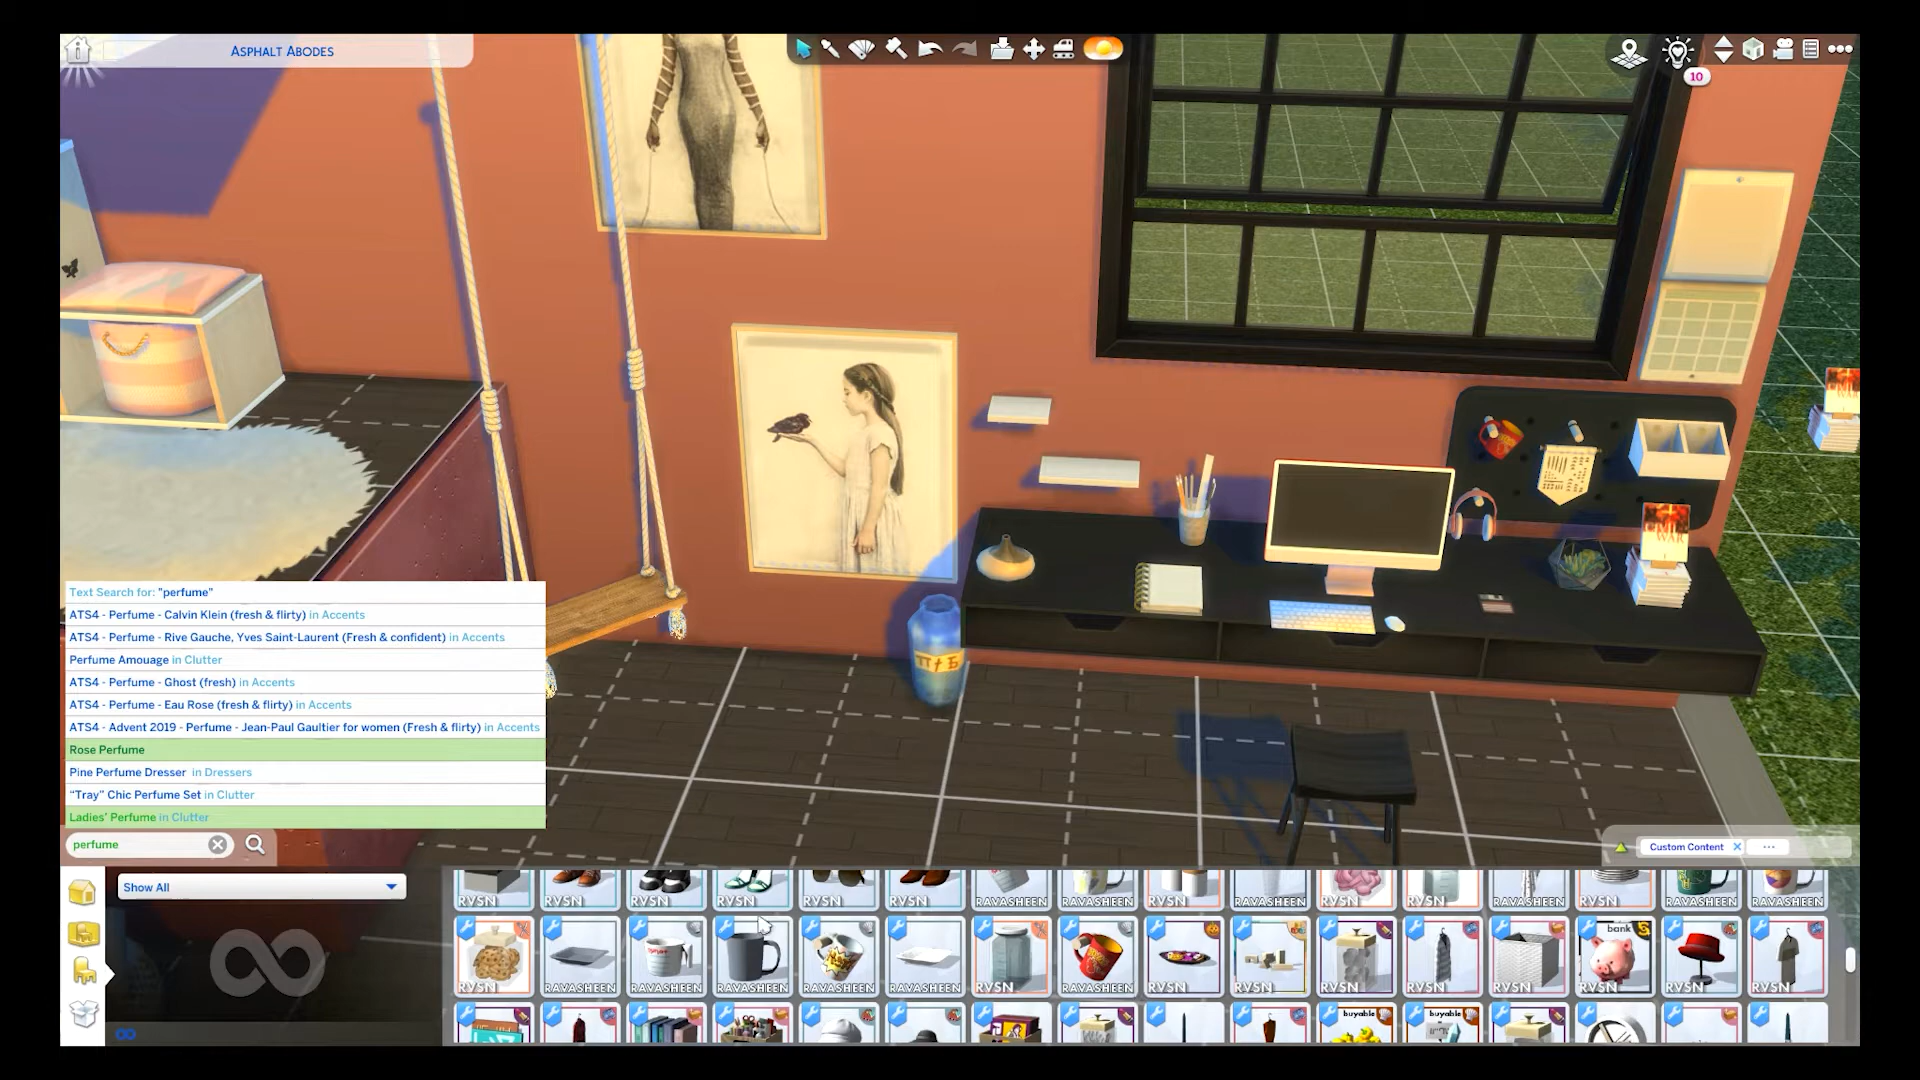 ASPHALT ABODES
10
CIVIL
WAR
CIVIL
WAR
П†Б
Text Search for: "perfume"
ATS4 - Perfume - Calvin Klein (fresh & flirty) in Accents
ATS4 - Perfume - Rive Gauche, Yves Saint-Laurent (Fresh & confident) in Accents
Perfume Amouage in Clutter
ATS4 - Perfume - Ghost (fresh) in Accents
ATS4 - Perfume - Eau Rose (fresh & flirty) in Accents
ATS4 - Advent 2019 - Perfume - Jean-Paul Gaultier for women (Fresh & flirty) in Accents
Rose Perfume
Pine Perfume Dresser in Dressers
“Tray” Chic Perfume Set in Clutter
Ladies’ Perfume in Clutter
perfume
Custom Content
Show All
RVSN RVSN RVSN RVSN RVSN RVSN RAVASHEEN RAVASHEEN RVSN RAVASHEEN RVSN RVSN RAVASHEEN RVSN RAVASHEEN RAVASHEEN
bank
RVSN RAVASHEEN RAVASHEEN RAVASHEEN RAVASHEEN RAVASHEEN RVSN RAVASHEEN RVSN RVSN RVSN RVSN RVSN RVSN RVSN RVSN
buyable buyable